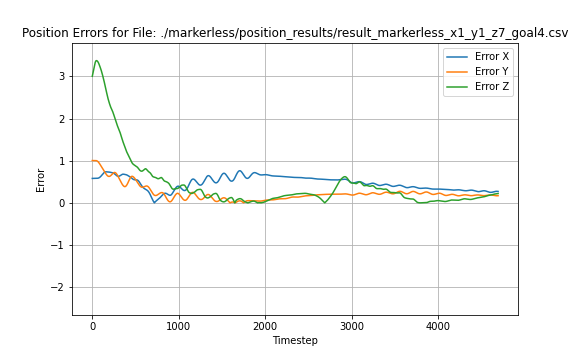 Position Errors for File: ./markerless/position_results/result_markerless_x1_y1_z7_goal4.csv
Error X
Error Y
Error Z
3
2
1
0
−1
−2
Error
0
1000
2000
3000
4000
Timestep